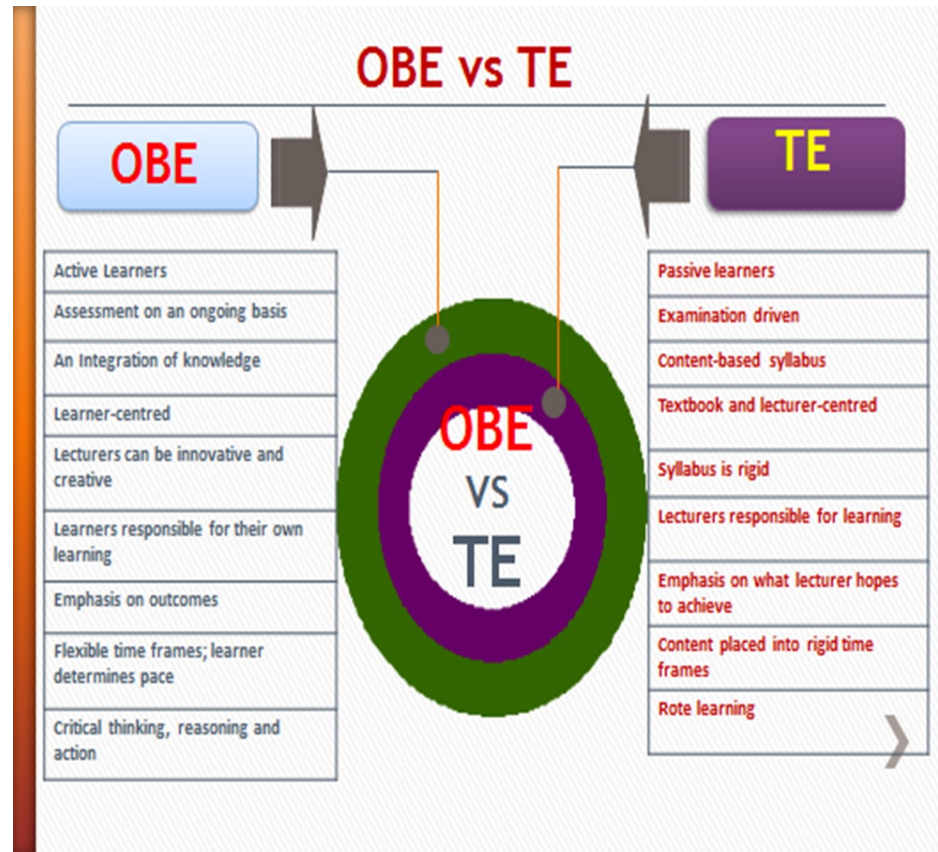 OBE vs TE
OBE
TE
Active Learners
Assessment on an ongoing basis
An Integration of knowledge
Learner-centred
Lecturers can be innovative and
creative
Learners responsible for their own
learning
Emphasis on outcomes
Flexible time frames; learner
determines pace
Critical thinking, reasoning and
action
OBE
VS
TE
Passive learners
Examination driven
Content-based syllabus
Textbook and lecturer-centred
Syllabus is rigid
Lecturers responsible for learning
Emphasis on what lecturer hopes
to achieve
Content placed into rigid time
frames
Rote learning